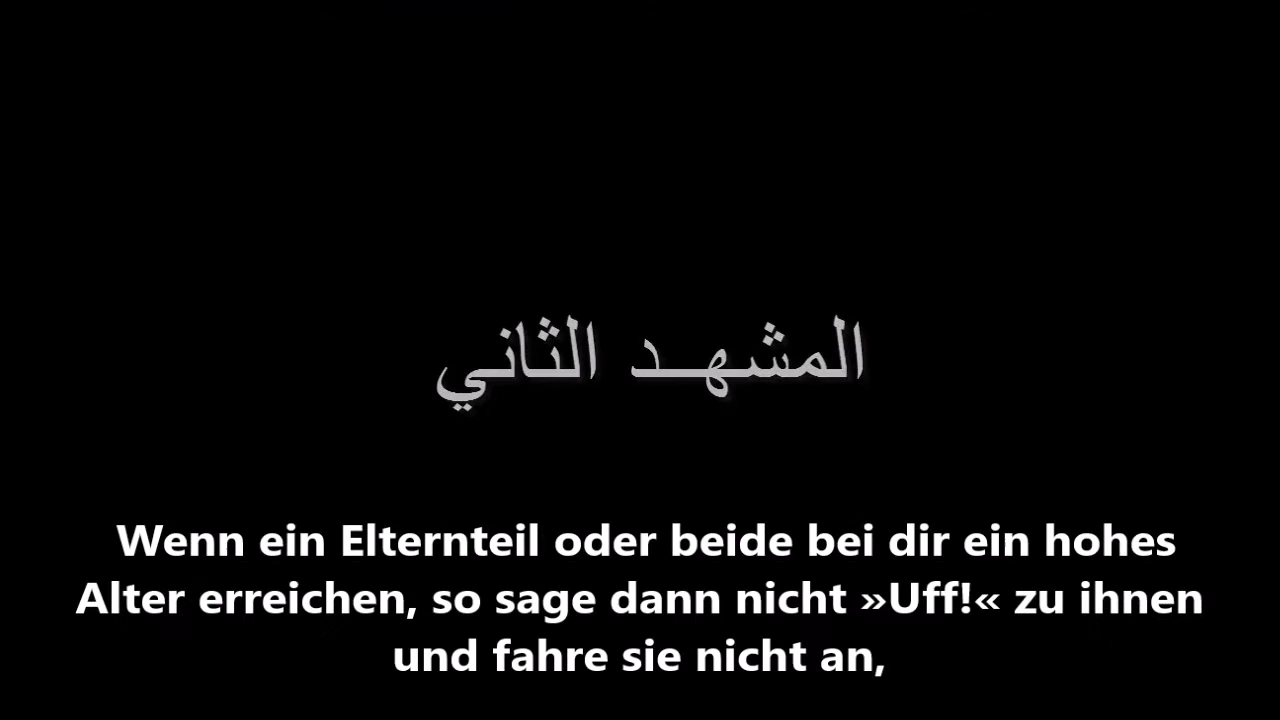 المشهـــد الثاني
Wenn ein Elternteil oder beide bei dir ein hohes
Alter erreichen, so sage dann nicht »Uff!« zu ihnen
und fahre sie nicht an,